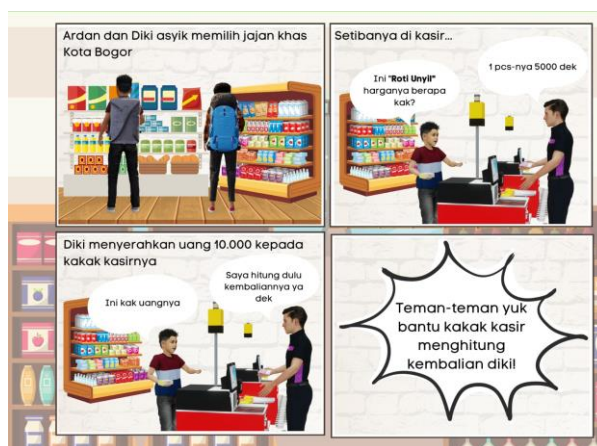 Ardan dan Diki asyik memilih jajan khas
Kota Bogor
Setibanya di kasir...
Ini "Roti Unyil"
harganya berapa
kak?
1 pcs-nya 5000 dek
Diki menyerahkan uang 10.000 kepada
kakak kasirnya
Ini kak uangnya
Saya hitung dulu
kembaliannya ya
dek
Teman-teman yuk
bantu kakak kasir
menghitung
kembalian diki!